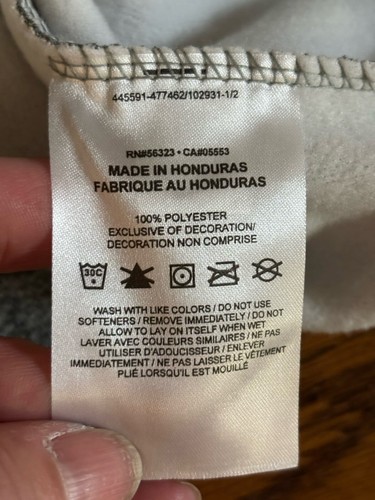 445591-477462/102931-1/2
RN#56323 • CA#05553
MADE IN HONDURAS
FABRIQUE AU HONDURAS
100% POLYESTER
EXCLUSIVE OF DECORATION/
DECORATION NON COMPRISE
30C
WASH WITH LIKE COLORS / DO NOT USE
SOFTENERS / REMOVE IMMEDIATELY / DO NOT
ALLOW TO LAY ON ITSELF WHEN WET
LAVER AVEC COULEURS SIMILAIRES / NE PAS
UTILISER D'ADOUCISSEUR / ENLEVER
IMMEDIATEMENT / NE PAS LAISSER LE VÊTEMENT
PLIÉ LORSQU'IL EST MOUILLÉ